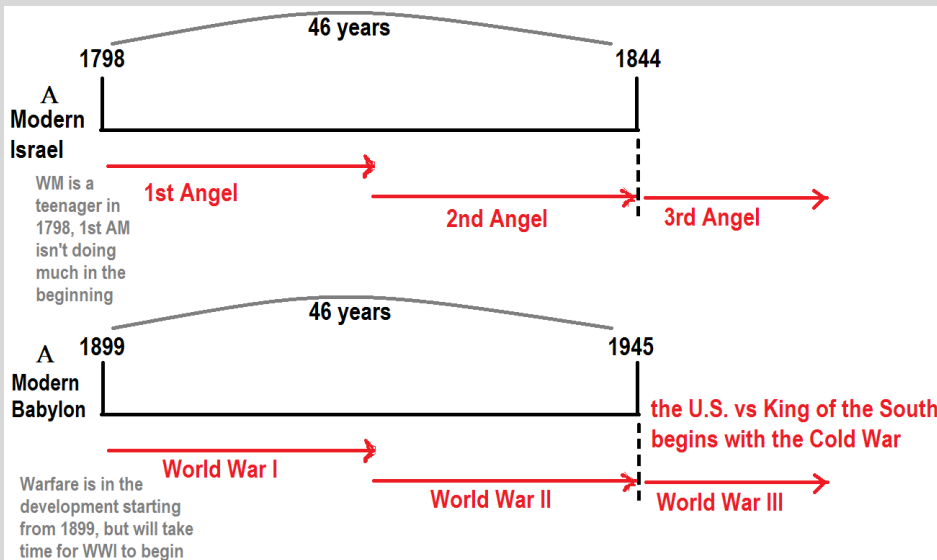 46 years
1798
1844
A
Modern
Israel
WM is a
teenager in
1798, 1st AM
isn't doing
much in the
beginning
1st Angel
2nd Angel
3rd Angel
46 years
1899
1945
A
Modern
Babylon
the U.S. vs King of the South
begins with the Cold War
World War I
World War II
World War III
Warfare is in the
development starting
from 1899, but will take
time for WWI to begin